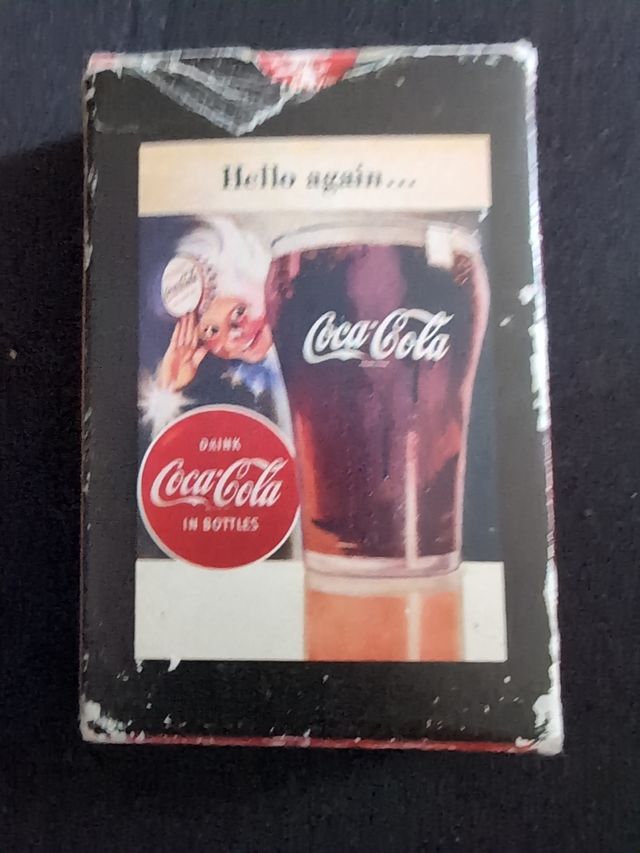 Hello again...
Coca-Cola
Coca-Cola
DRINK
Coca-Cola
IN BOTTLES